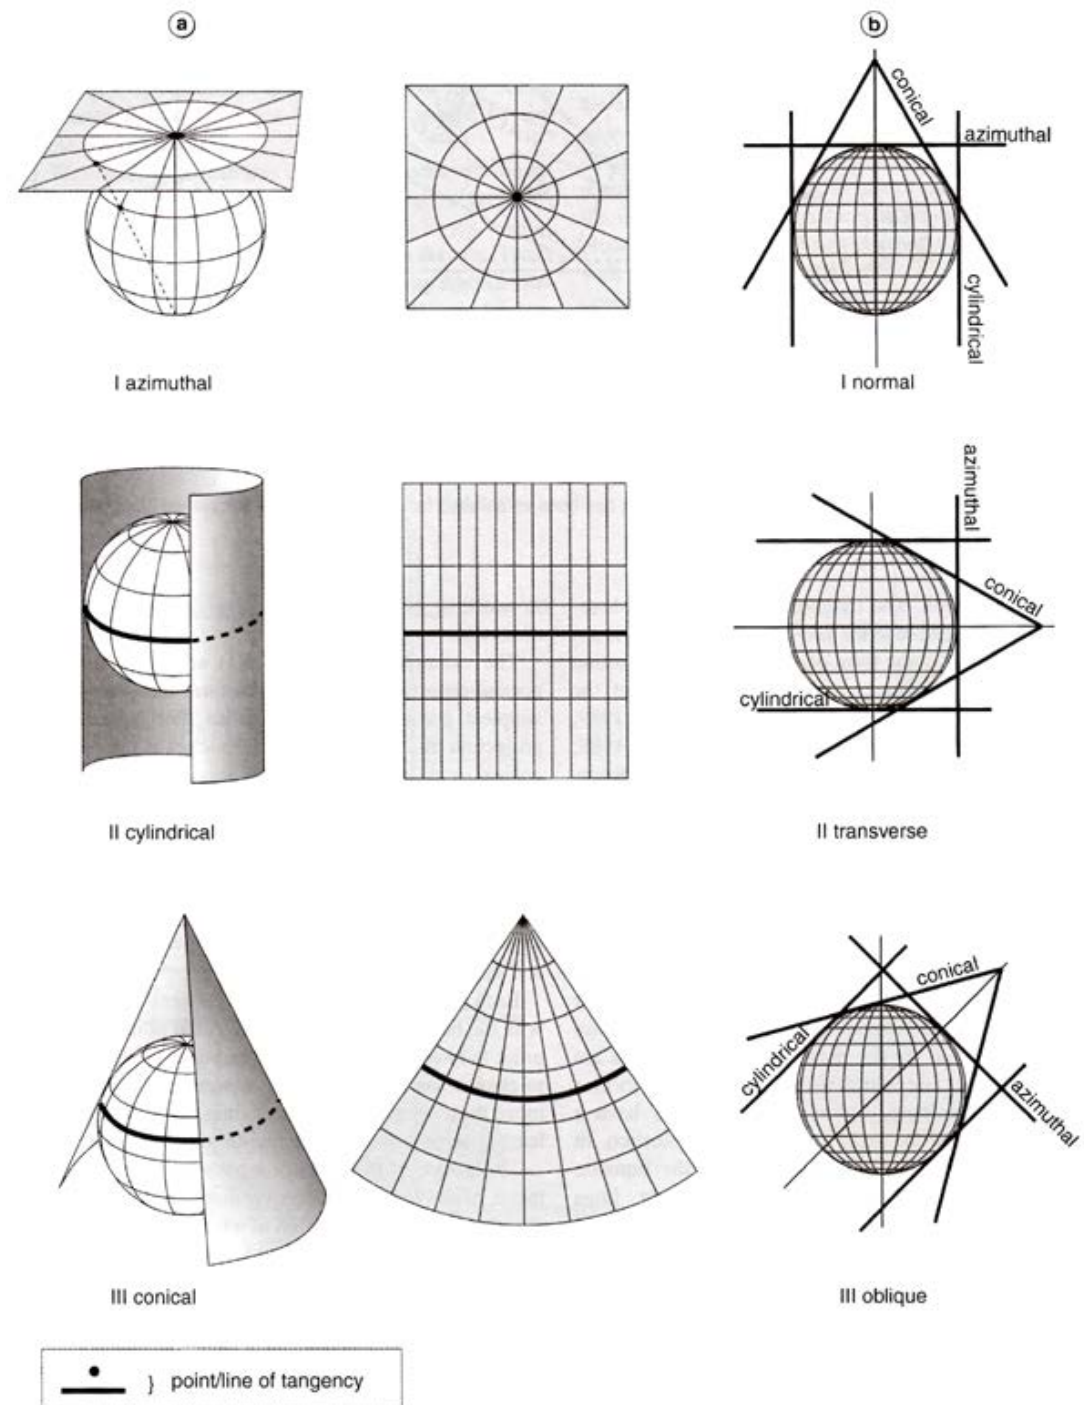 a
b
conical
azimuthal
cylindrical
I azimuthal
I normal
azimuthal
conical
cylindrical
II cylindrical
II transverse
conical
cylindrical
azimuthal
III conical
III oblique
} point/line of tangency